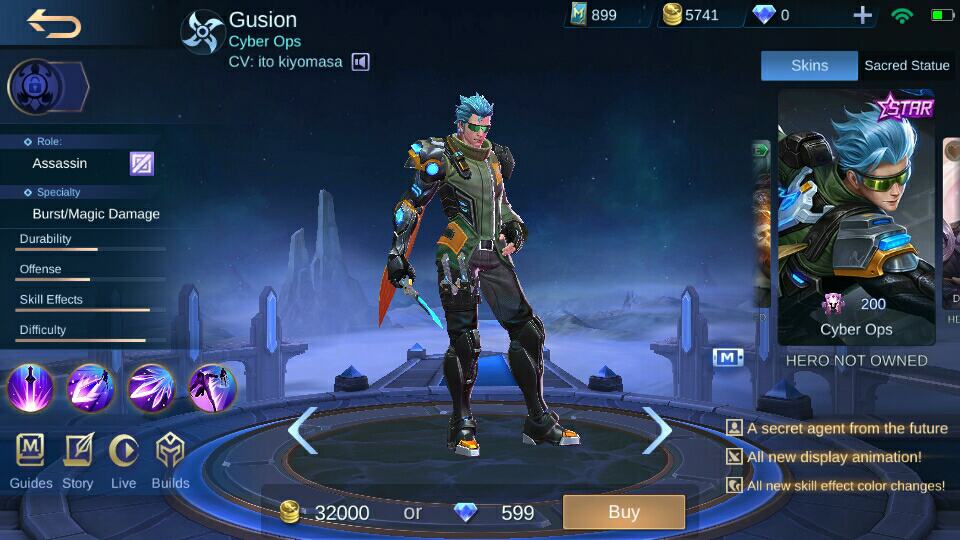 Gusion
Cyber Ops
CV: ito kiyomasa
899
5741
0
Skins
Sacred Statue
Role:
Assassin
Specialty
Burst/Magic Damage
Durability
Offense
Skill Effects
Difficulty
STAR
200
Cyber Ops
M
HERO NOT OWNED
A secret agent from the future
All new display animation!
All new skill effect color changes!
Guides
Story
Live
Builds
32000
or
599
Buy